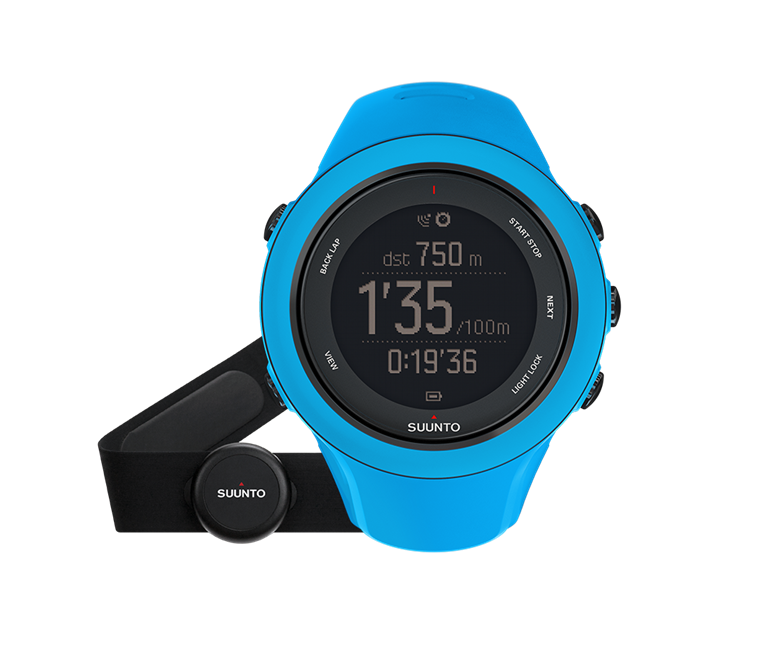 START STOP
BACK LAP
dst 750 m
NEXT
1'35 /100m
VIEW
0:19'36
LIGHT LOCK
SUUNTO
SUUNTO